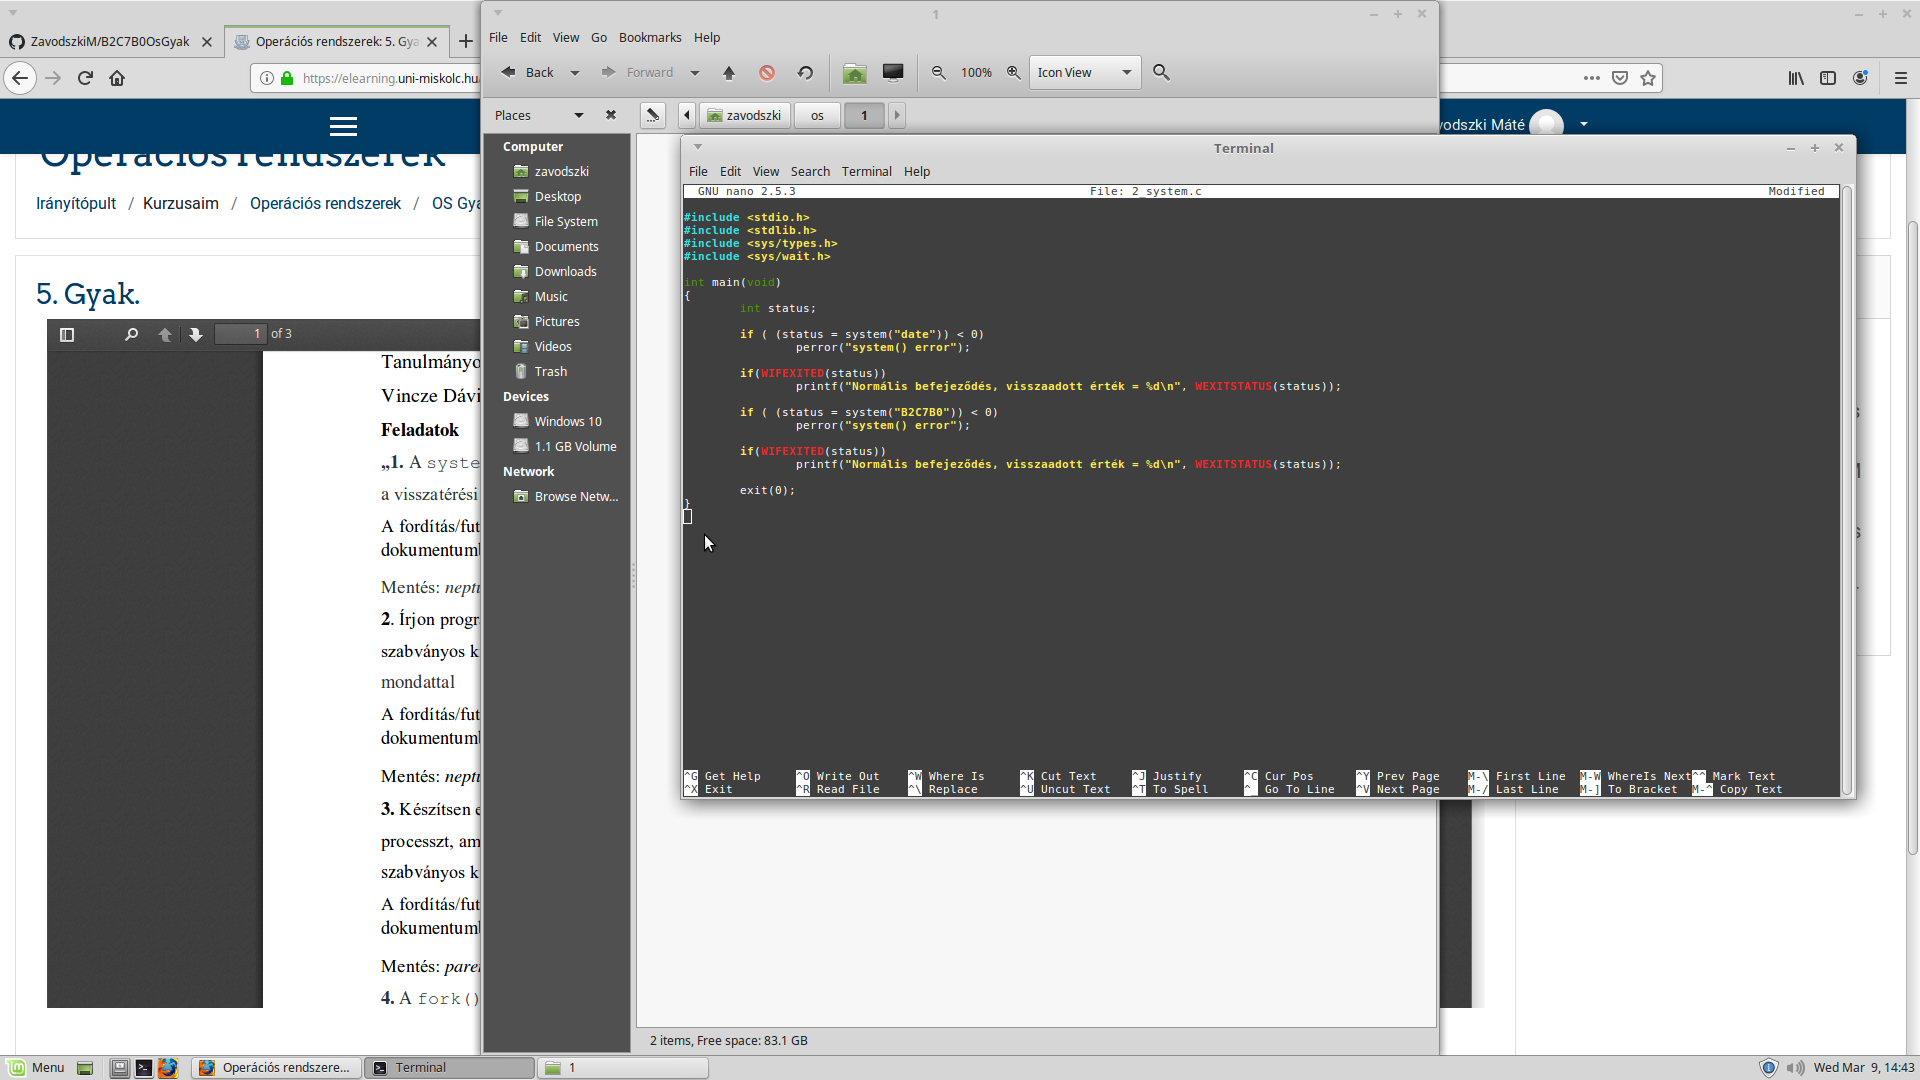 ZavodszkiM/B2C7B0OsGyak
Operációs rendszerek: 5. Gya
https://elearning.uni-miskolc.hu
Operációs rendszerek
Irányítópult / Kurzusaim / Operációs rendszerek / OS Gya
5. Gyak.
1 of 3
Tanulmányo
Vincze Dávi
Feladatok
„1. A syste
a visszatérési
A fordítás/fut
dokumentumb
Mentés: neptu
2. Írjon progr
szabványos k
mondattal
A fordítás/fut
dokumentumb
Mentés: neptu
3. Készítsen e
processzt, am
szabványos k
A fordítás/fut
dokumentumb
Mentés: parer
4. A fork()
1
File Edit View Go Bookmarks Help
Back Forward 100% Icon View
Places
zavodszki os 1
Computer
zavodszki
Desktop
File System
Documents
Downloads
Music
Pictures
Videos
Trash
Devices
Windows 10
1.1 GB Volume
Network
Browse Netw...
2 items, Free space: 83.1 GB
vodszki Máté
Terminal
File Edit View Search Terminal Help
GNU nano 2.5.3 File: 2_system.c Modified
#include <stdio.h>
#include <stdlib.h>
#include <sys/types.h>
#include <sys/wait.h>
int main(void)
{
int status;
if ( (status = system("date")) < 0)
perror("system() error");
if(WIFEXITED(status))
printf("Normális befejeződés, visszaadott érték = %d\n", WEXITSTATUS(status));
if ( (status = system("B2C7B0")) < 0)
perror("system() error");
if(WIFEXITED(status))
printf("Normális befejeződés, visszaadott érték = %d\n", WEXITSTATUS(status));
exit(0);
}
^G Get Help ^O Write Out ^W Where Is ^K Cut Text ^J Justify ^C Cur Pos ^Y Prev Page M-\ First Line M-W WhereIs Next ^^ Mark Text
^X Exit ^R Read File ^\ Replace ^U Uncut Text ^T To Spell ^_ Go To Line ^V Next Page M-/ Last Line M-] To Bracket M-^ Copy Text
Menu
Operációs rendszere...
Terminal
1
Wed Mar 9, 14:43